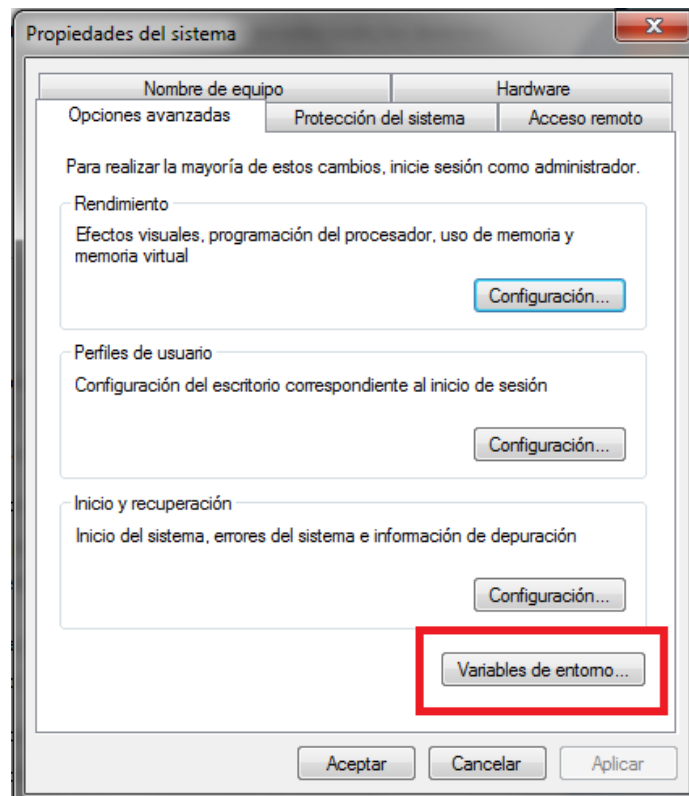 Propiedades del sistema
Nombre de equipo
Hardware
Opciones avanzadas
Protección del sistema
Acceso remoto
Para realizar la mayoría de estos cambios, inicie sesión como administrador.
Rendimiento
Efectos visuales, programación del procesador, uso de memoria y
memoria virtual
Configuración...
Perfiles de usuario
Configuración del escritorio correspondiente al inicio de sesión
Configuración...
Inicio y recuperación
Inicio del sistema, errores del sistema e información de depuración
Configuración...
Variables de entorno...
Aceptar
Cancelar
Aplicar